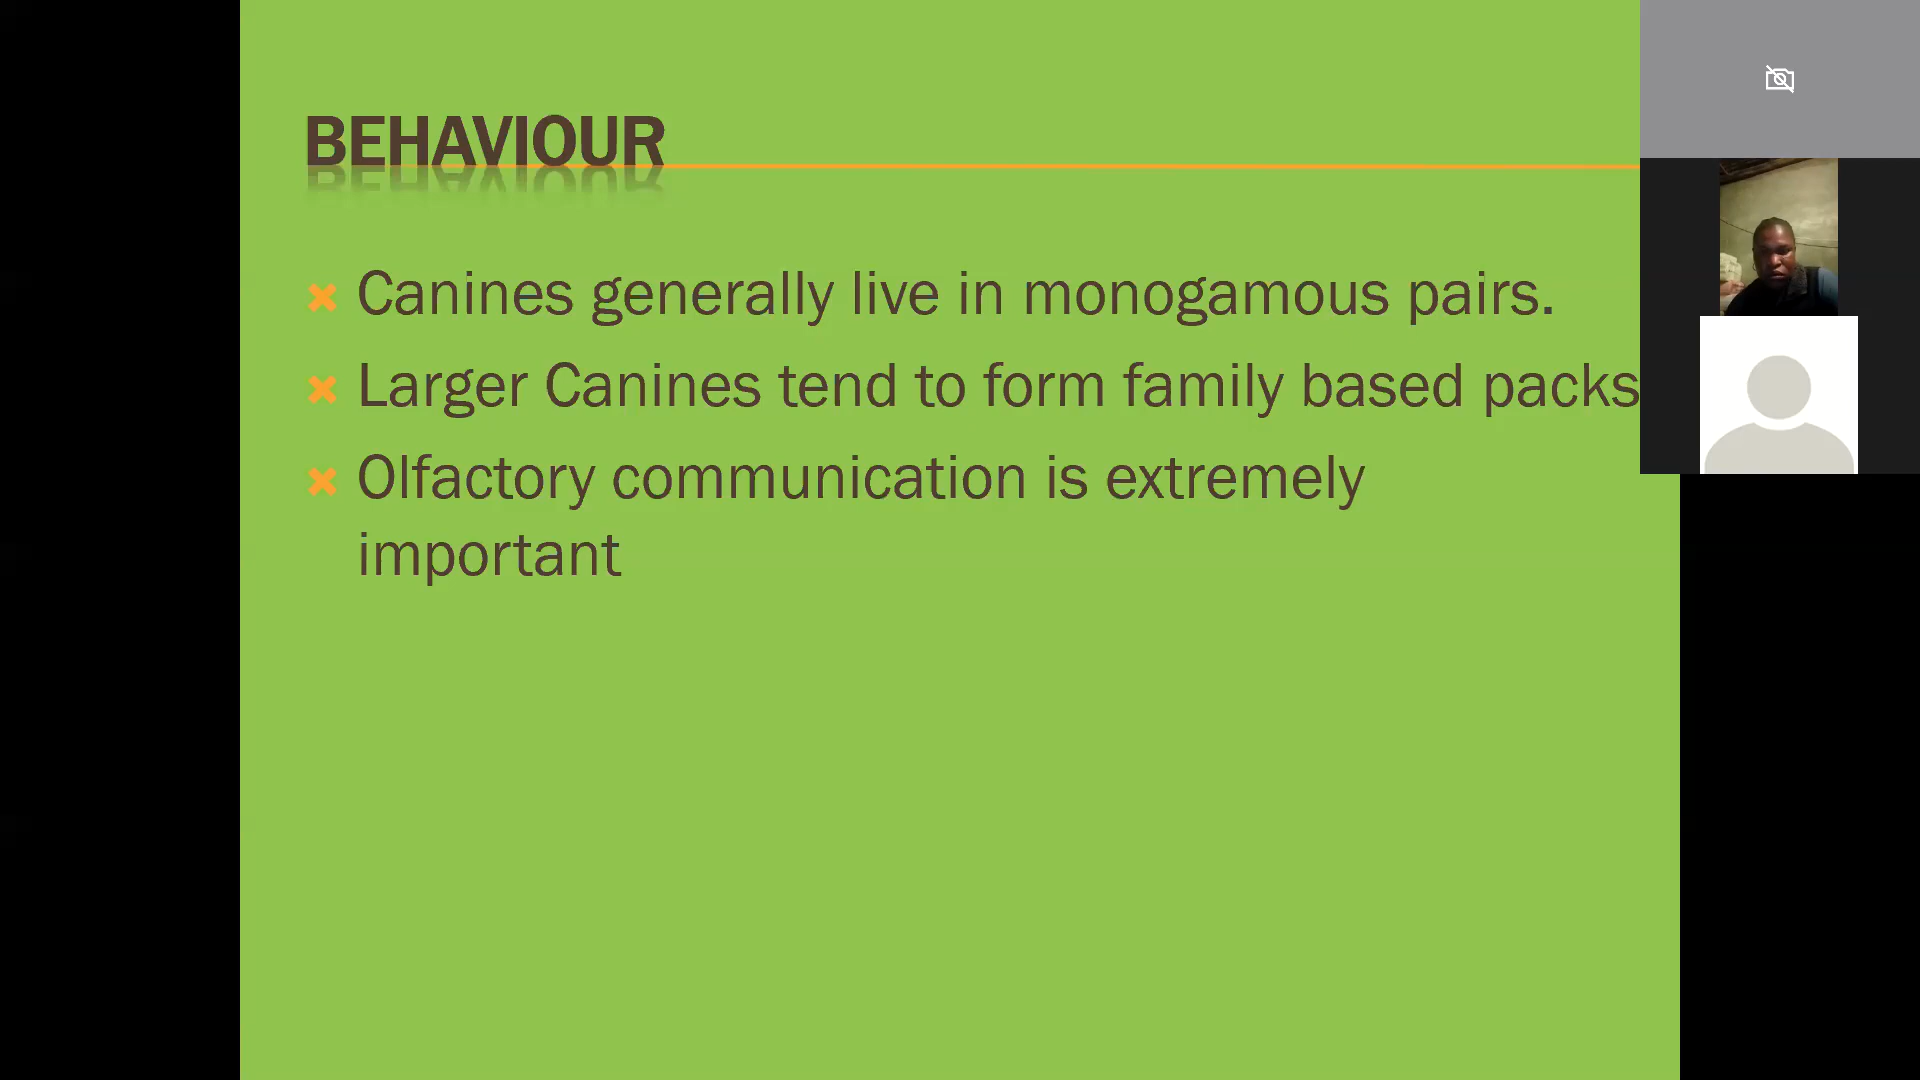 BEHAVIOUR
Canines generally live in monogamous pairs.
Larger Canines tend to form family based packs
Olfactory communication is extremely
important